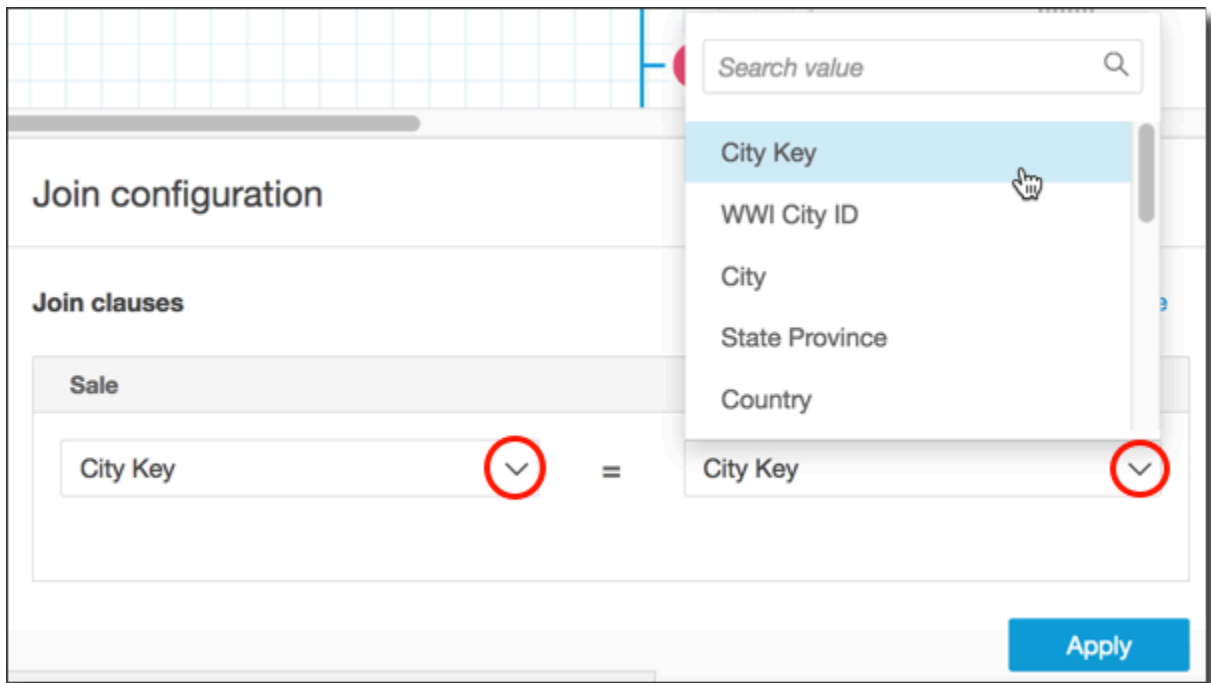 Search value
City Key
WWI City ID
City
State Province
Country
Join configuration
Join clauses
Sale
City Key = City Key
Apply